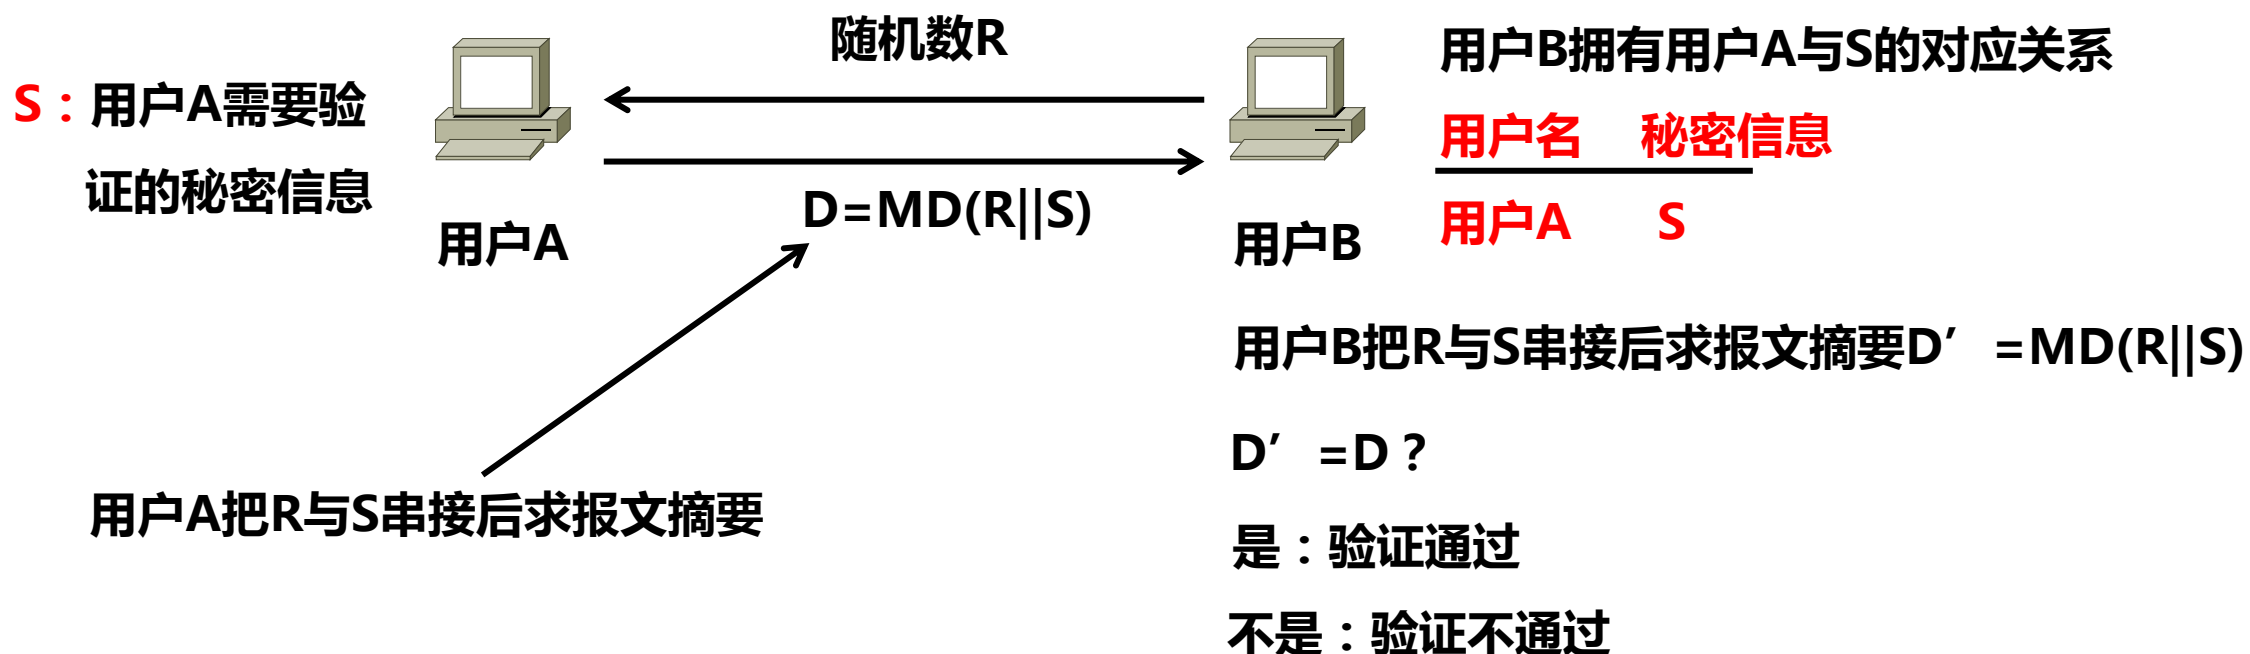 随机数R
S：用户A需要验
证的秘密信息
用户A
D=MD(R||S)
用户B
用户B拥有用户A与S的对应关系
用户名 秘密信息
用户A S
用户B把R与S串接后求报文摘要D′ =MD(R||S)
用户A把R与S串接后求报文摘要
D′ =D？
是：验证通过
不是：验证不通过